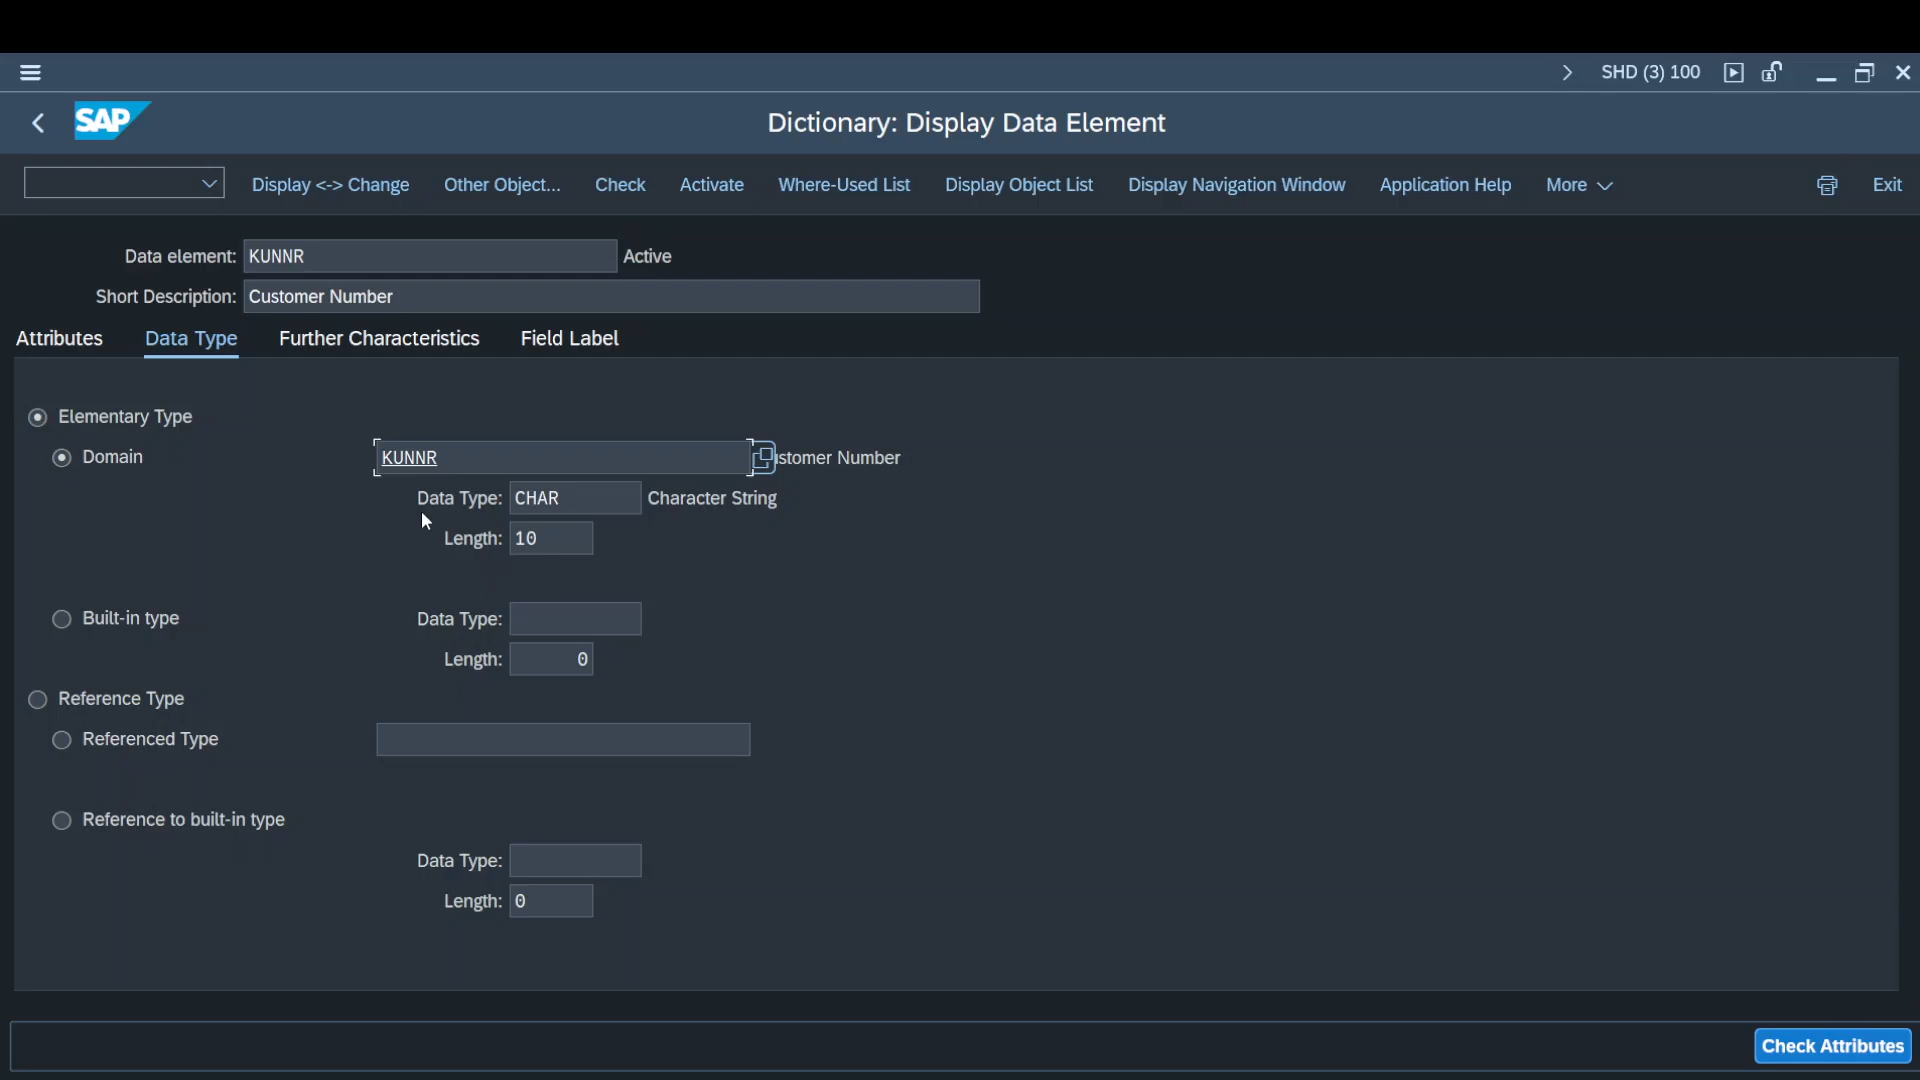 SHD (3) 100
SAP
Dictionary: Display Data Element
Display <-> Change Other Object... Check Activate Where-Used List Display Object List Display Navigation Window Application Help More Exit
Data element: KUNNR Active
Short Description: Customer Number
Attributes Data Type Further Characteristics Field Label
Elementary Type
Domain KUNNR stomer Number
Data Type: CHAR Character String
Length: 10
Built-in type Data Type:
Length: 0
Reference Type
Referenced Type
Reference to built-in type
Data Type:
Length: 0
Check Attributes